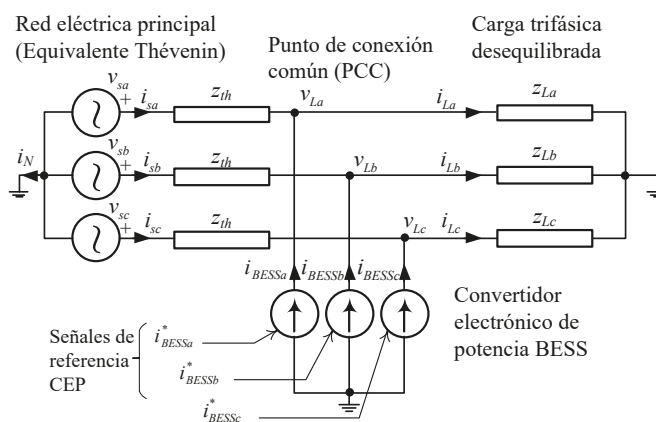 Red eléctrica principal
(Equivalente Thévenin)
Punto de conexión
común (PCC)
Carga trifásica
desequilibrada
v_sa
+
i_sa
z_th
v_La
i_La
z_La
i_N
v_sb
+
i_sb
z_th
v_Lb
i_Lb
z_Lb
v_sc
+
i_sc
z_th
v_Lc
i_Lc
z_Lc
i_BESSa
i_BESSb
i_BESSc
Convertidor
electrónico de
potencia BESS
Señales de
referencia
CEP
i*_BESSa
i*_BESSb
i*_BESSc